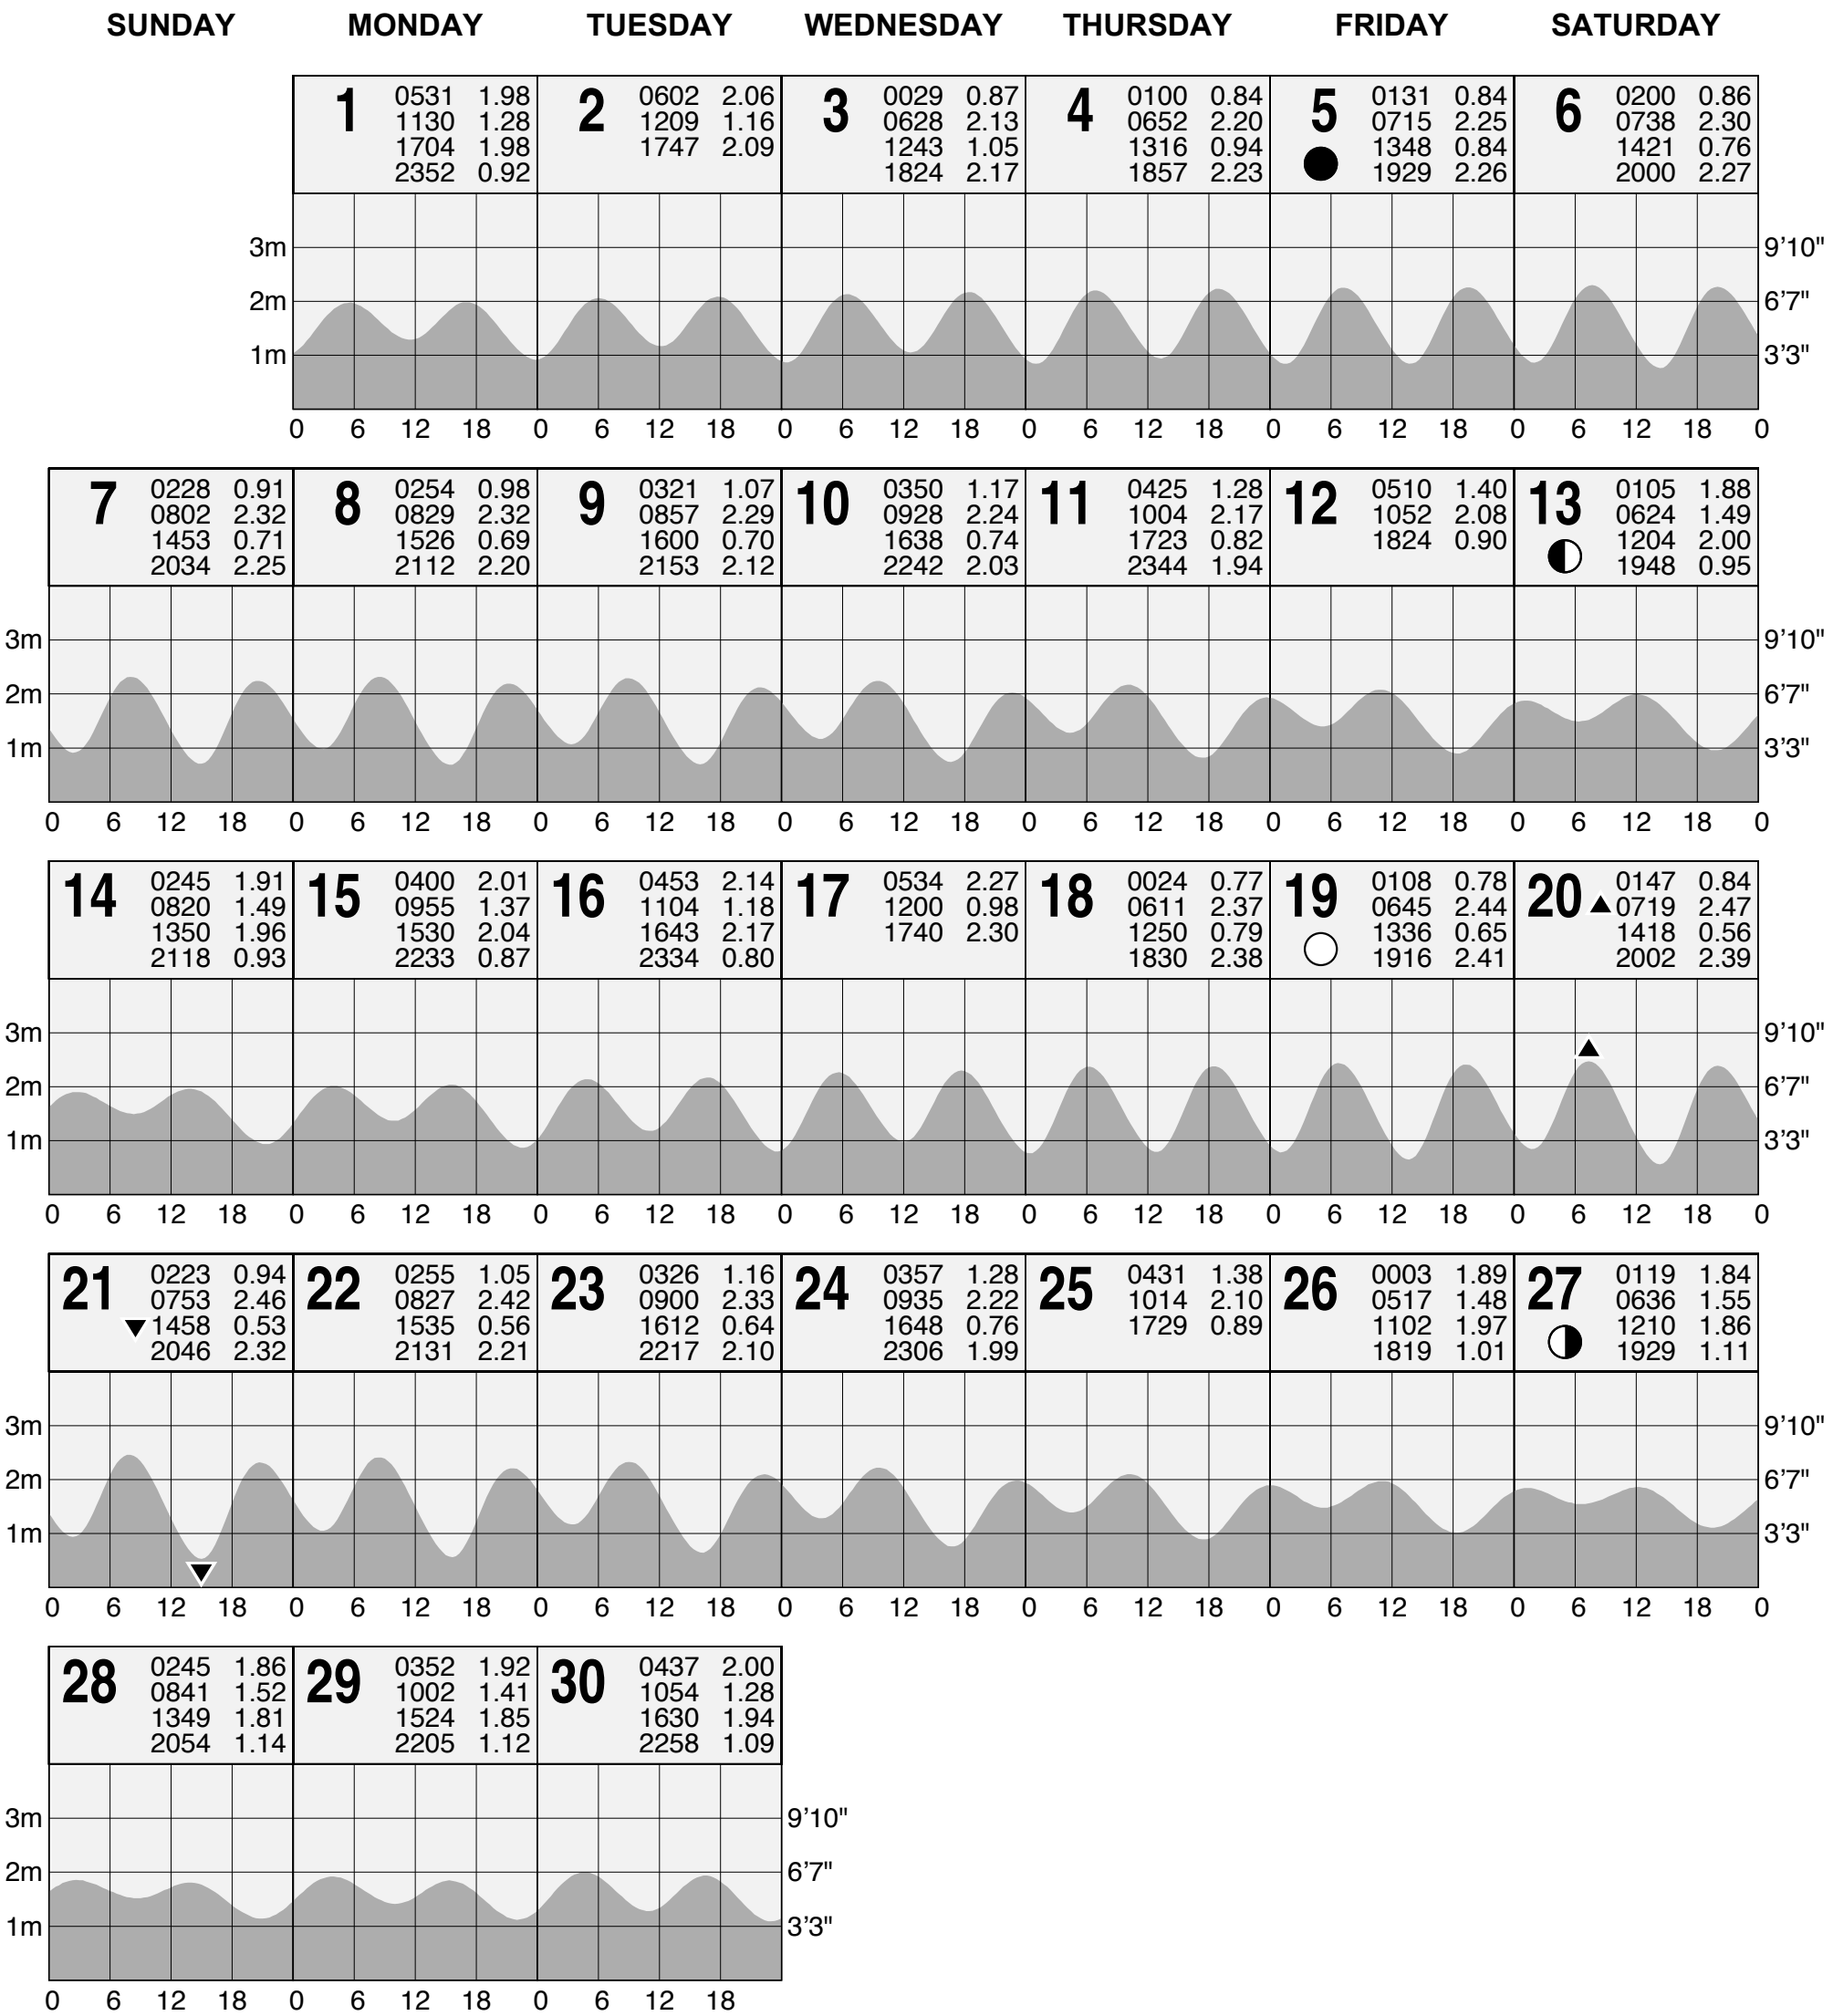 SUNDAY MONDAY TUESDAY WEDNESDAY THURSDAY FRIDAY SATURDAY
1 0531 1.98 2 0602 2.06 3 0029 0.87 4 0100 0.84 5 0131 0.84 6 0200 0.86
1130 1.28 1209 1.16 0628 2.13 0652 2.20 0715 2.25 0738 2.30
1704 1.98 1747 2.09 1243 1.05 1316 0.94 1348 0.84 1421 0.76
2352 0.92 1824 2.17 1857 2.23 1929 2.26 2000 2.27
3m 9'10"
2m 6'7"
1m 3'3"
0 6 12 18 0 6 12 18 0 6 12 18 0 6 12 18 0 6 12 18 0 6 12 18 0
7 0228 0.91 8 0254 0.98 9 0321 1.07 10 0350 1.17 11 0425 1.28 12 0510 1.40 13 0105 1.88
0802 2.32 0829 2.32 0857 2.29 0928 2.24 1004 2.17 1052 2.08 0624 1.49
1453 0.71 1526 0.69 1600 0.70 1638 0.74 1723 0.82 1824 0.90 1204 2.00
2034 2.25 2112 2.20 2153 2.12 2242 2.03 2344 1.94 1948 0.95
3m 9'10"
2m 6'7"
1m 3'3"
0 6 12 18 0 6 12 18 0 6 12 18 0 6 12 18 0 6 12 18 0 6 12 18 0 6 12 18 0
14 0245 1.91 15 0400 2.01 16 0453 2.14 17 0534 2.27 18 0024 0.77 19 0108 0.78 20 0147 0.84
0820 1.49 0955 1.37 1104 1.18 1200 0.98 0611 2.37 0645 2.44 0719 2.47
1350 1.96 1530 2.04 1643 2.17 1740 2.30 1250 0.79 1336 0.65 1418 0.56
2118 0.93 2233 0.87 2334 0.80 1830 2.38 1916 2.41 2002 2.39
3m 9'10"
2m 6'7"
1m 3'3"
0 6 12 18 0 6 12 18 0 6 12 18 0 6 12 18 0 6 12 18 0 6 12 18 0 6 12 18 0
21 0223 0.94 22 0255 1.05 23 0326 1.16 24 0357 1.28 25 0431 1.38 26 0003 1.89 27 0119 1.84
0753 2.46 0827 2.42 0900 2.33 0935 2.22 1014 2.10 0517 1.48 0636 1.55
1458 0.53 1535 0.56 1612 0.64 1648 0.76 1729 0.89 1102 1.97 1210 1.86
2046 2.32 2131 2.21 2217 2.10 2306 1.99 1819 1.01 1929 1.11
3m 9'10"
2m 6'7"
1m 3'3"
0 6 12 18 0 6 12 18 0 6 12 18 0 6 12 18 0 6 12 18 0 6 12 18 0 6 12 18 0
28 0245 1.86 29 0352 1.92 30 0437 2.00
0841 1.52 1002 1.41 1054 1.28
1349 1.81 1524 1.85 1630 1.94
2054 1.14 2205 1.12 2258 1.09
3m 9'10"
2m 6'7"
1m 3'3"
0 6 12 18 0 6 12 18 0 6 12 18